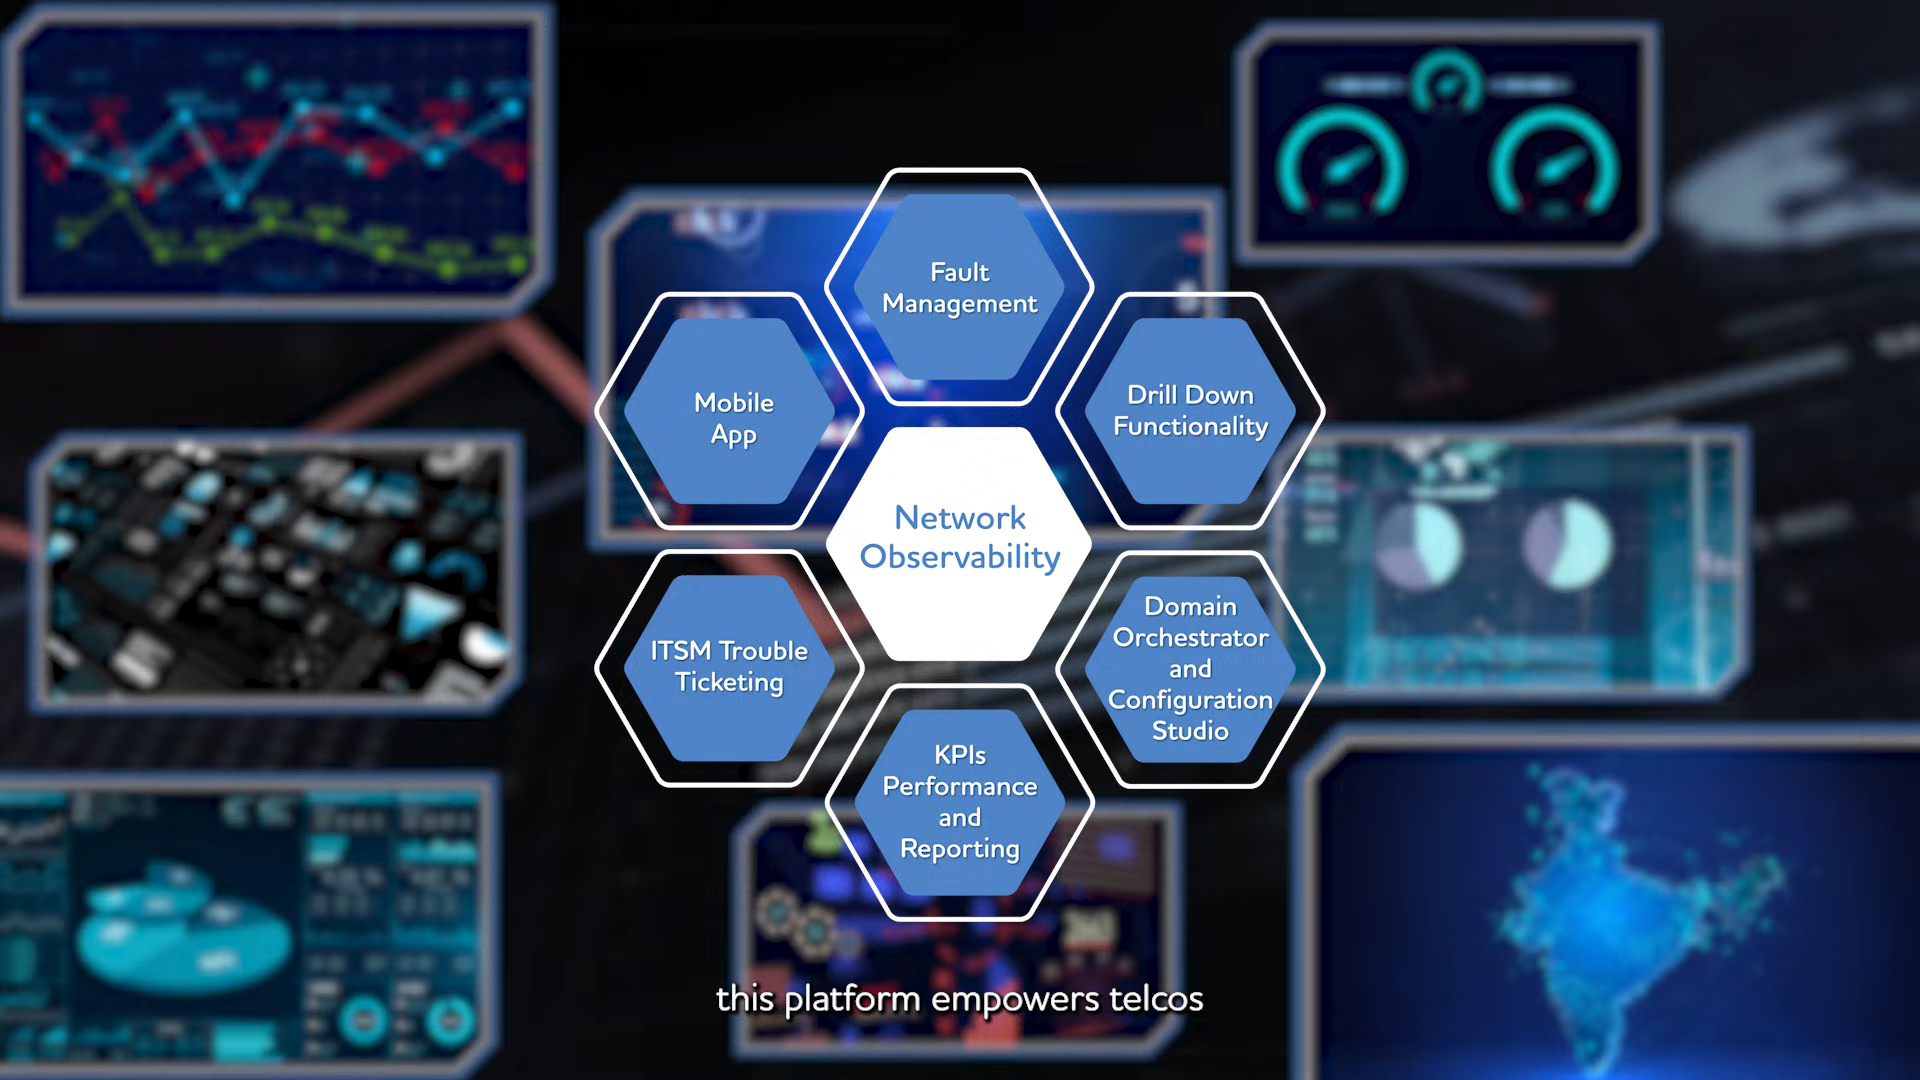 Fault
Management
Mobile
App
Drill Down
Functionality
Network
Observability
ITSM Trouble
Ticketing
Domain
Orchestrator
and
Configuration
Studio
KPIs
Performance
and
Reporting
this platform empowers telcos